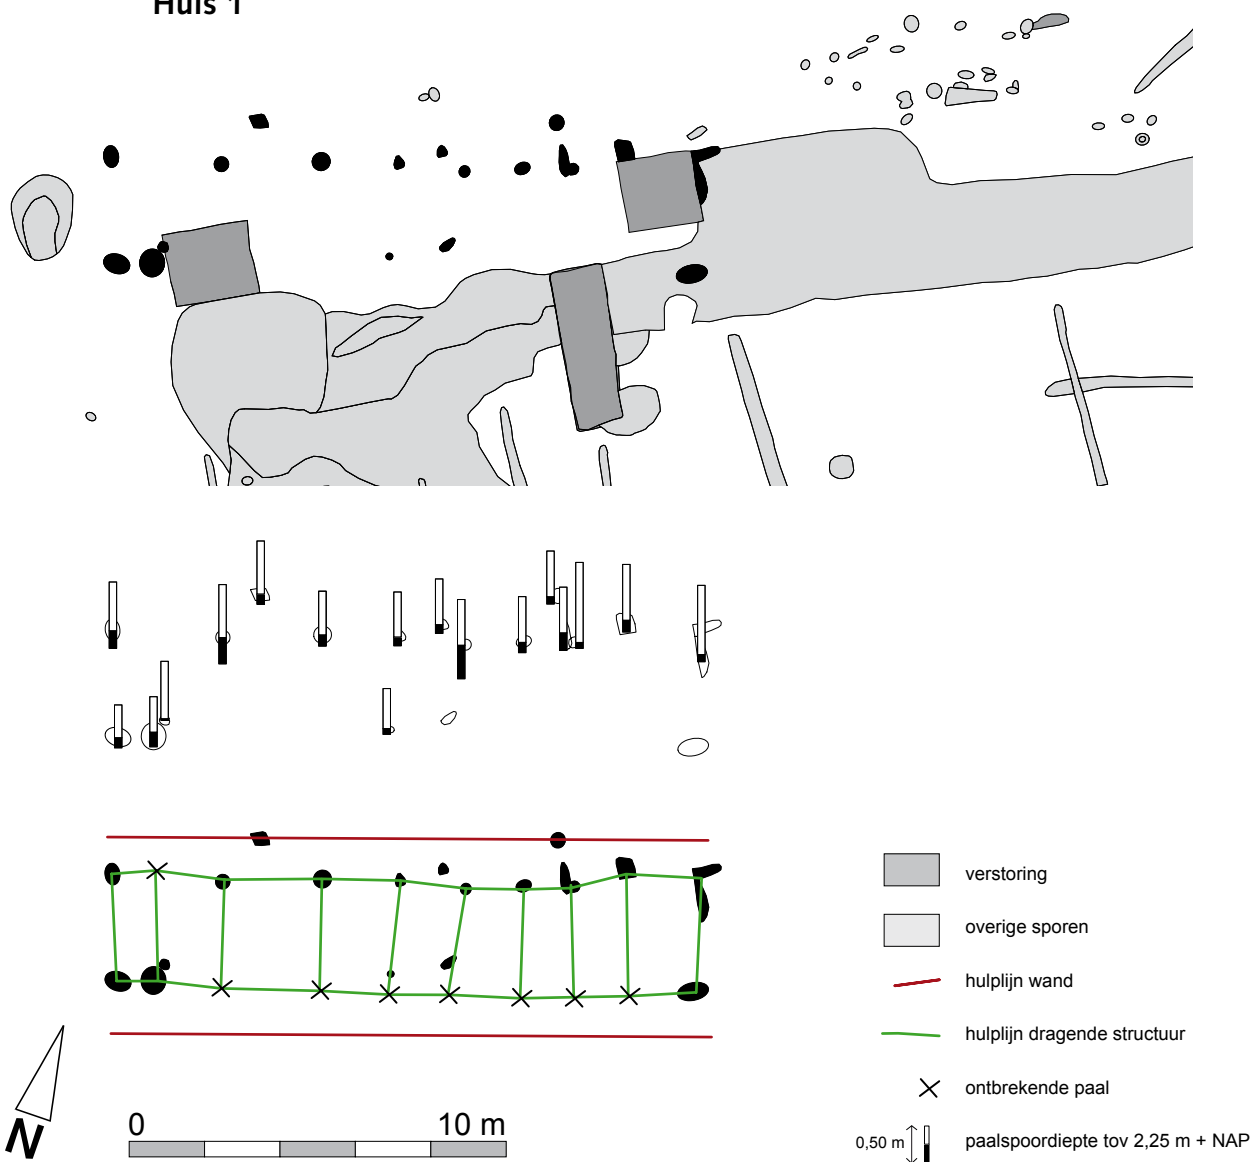 Huis 1
verstoring
overige sporen
hulplijn wand
hulplijn dragende structuur
ontbrekende paal
0,50 m paalspoordiepte tov 2,25 m + NAP
N
0 10 m